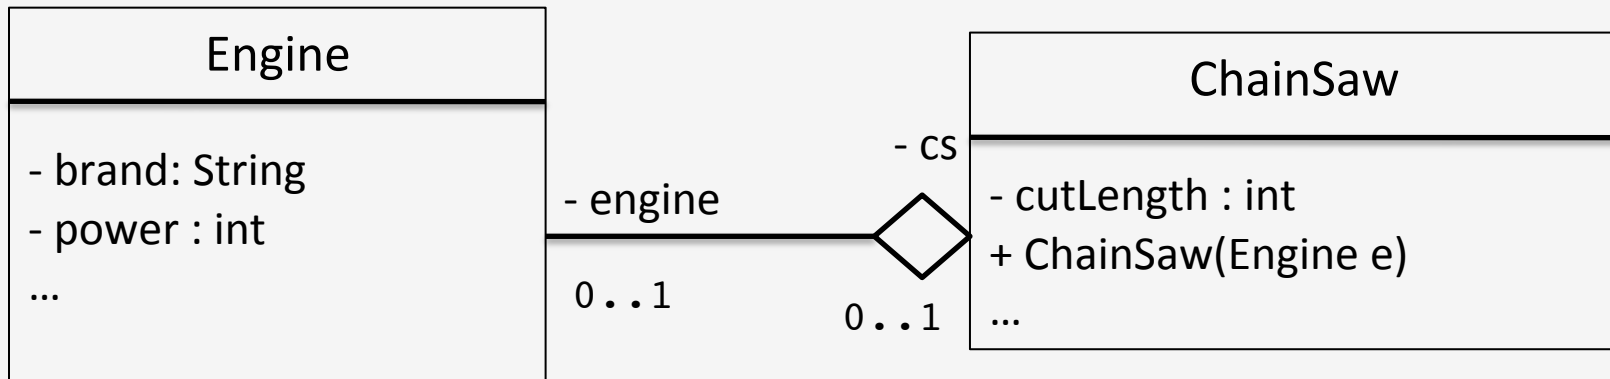 Engine
- brand: String
- power : int
...
- engine
0..1
- cs
0..1
ChainSaw
- cutLength : int
+ ChainSaw(Engine e)
...